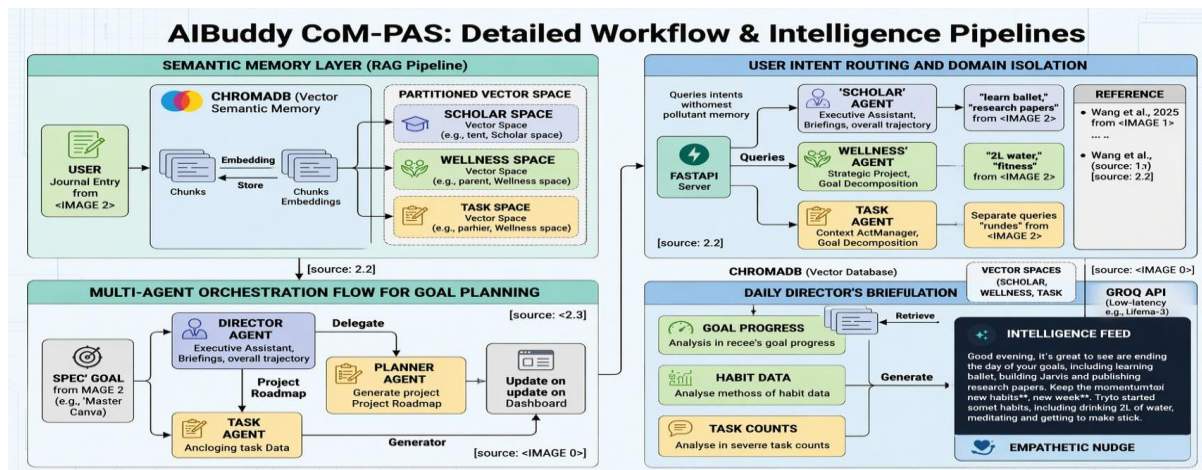 AIBuddy CoM-PAS: Detailed Workflow & Intelligence Pipelines
SEMANTIC MEMORY LAYER (RAG Pipeline)
USER
Journal Entry
from
<IMAGE 2>
CHROMADB (Vector
Semantic Memory
Chunks
Embedding
Store
Chunks
Embeddings
PARTITIONED VECTOR SPACE
SCHOLAR SPACE
Vector Space
(e.g., tent, Scholar space)
WELLNESS SPACE
Vector Space
(e.g., parent, Wellness space)
TASK SPACE
Vector Space
(e.g., parhier, Wellness space)
[source: 2.2]
USER INTENT ROUTING AND DOMAIN ISOLATION
Queries intents
withomest
pollutant memory
FASTAPI
Server
Queries
'SCHOLAR'
AGENT
Executive Assistant,
Briefings, overall trajectory
WELLNESS'
AGENT
Strategic Project,
Goal Decomposition
TASK
AGENT
Context ActManager,
Goal Decomposition
"learn ballet,"
"research papers"
from <IMAGE 2>
"2L water,"
"fitness"
from <IMAGE 2>
Separate queries
"rundes" from
<IMAGE 2>
REFERENCE
• Wang et al., 2025
from <IMAGE 1>
... ..
• Wang et al.,
(source: 1.1)
[source: 2.2]
[source: 2.2]
MULTI-AGENT ORCHESTRATION FLOW FOR GOAL PLANNING
[source: <2.3]
SPEC' GOAL
from MAGE 2
(e.g., 'Master
Canva)
DIRECTOR
AGENT
Executive Assistant,
Briefings, overall trajectory
Delegate
Project
Roadmap
PLANNER
AGENT
Generate project
Project Roadmap
TASK
AGENT
Ancloging task Data
Generator
Update on
update on
Dashboard
[source: <IMAGE 0>]
CHROMADB (Vector Database)
VECTOR SPACES
(SCHOLAR,
WELLNESS, TASK
[source: <IMAGE 0>]
DAILY DIRECTOR'S BRIEFULATION
GROQ API
(Low-latency
e.g., Lifema-3)
GOAL PROGRESS
Analysis in recee's goal progress
HABIT DATA
Analyse methoss of habit data
TASK COUNTS
Analyse in severre task counts
Retrieve
Generate
INTELLIGENCE FEED
Good evening, it's great to see are ending
the day of your goals, including learning
ballet, building Jarvis and publishing
research papers. Keep the momentumtoxi
new habits**, new week**. Tryto started
somet habits, including drinking 2L of water,
meditating and getting to make stick.
EMPATHETIC NUDGE